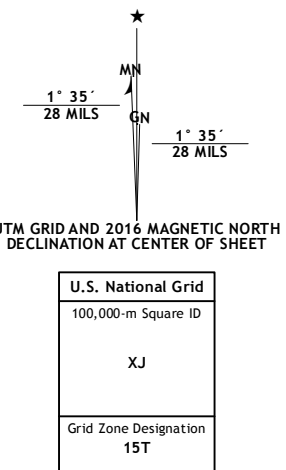 ★
MN
1° 35´
28 MILS
GN
1° 35´
28 MILS
UTM GRID AND 2016 MAGNETIC NORTH
DECLINATION AT CENTER OF SHEET
U.S. National Grid
100,000-m Square ID
XJ
Grid Zone Designation
15T